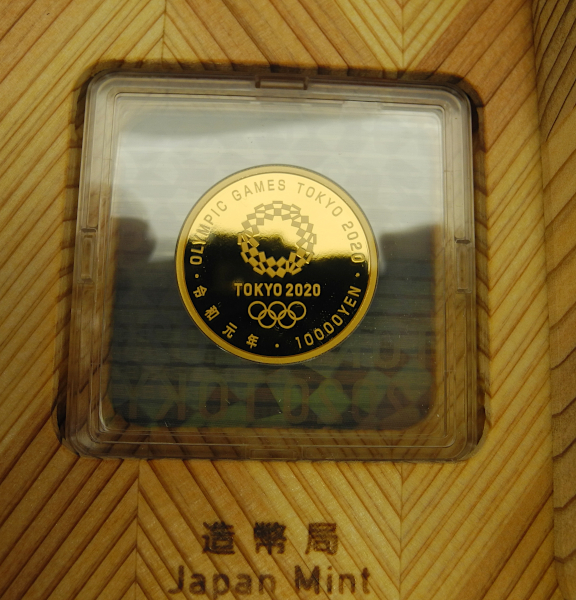 OLYMPIC GAMES TOKYO 2020
TOKYO 2020
令和元年・10000YEN
造幣局
Japan Mint